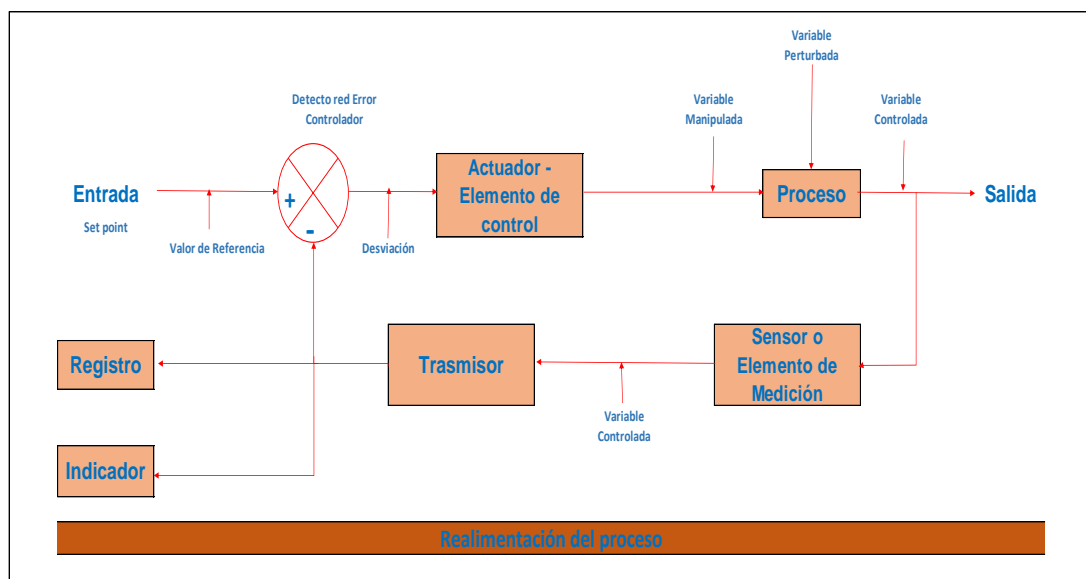 Variable
Perturbada
Detecto red Error
Controlador
Variable
Manipulada
Variable
Controlada
Entrada
Set point
+
-
Valor de Referencia
Desviación
Actuador -
Elemento de
control
Proceso
Salida
Registro
Trasmisor
Sensor o
Elemento de
Medición
Variable
Controlada
Indicador
Realimentación del proceso